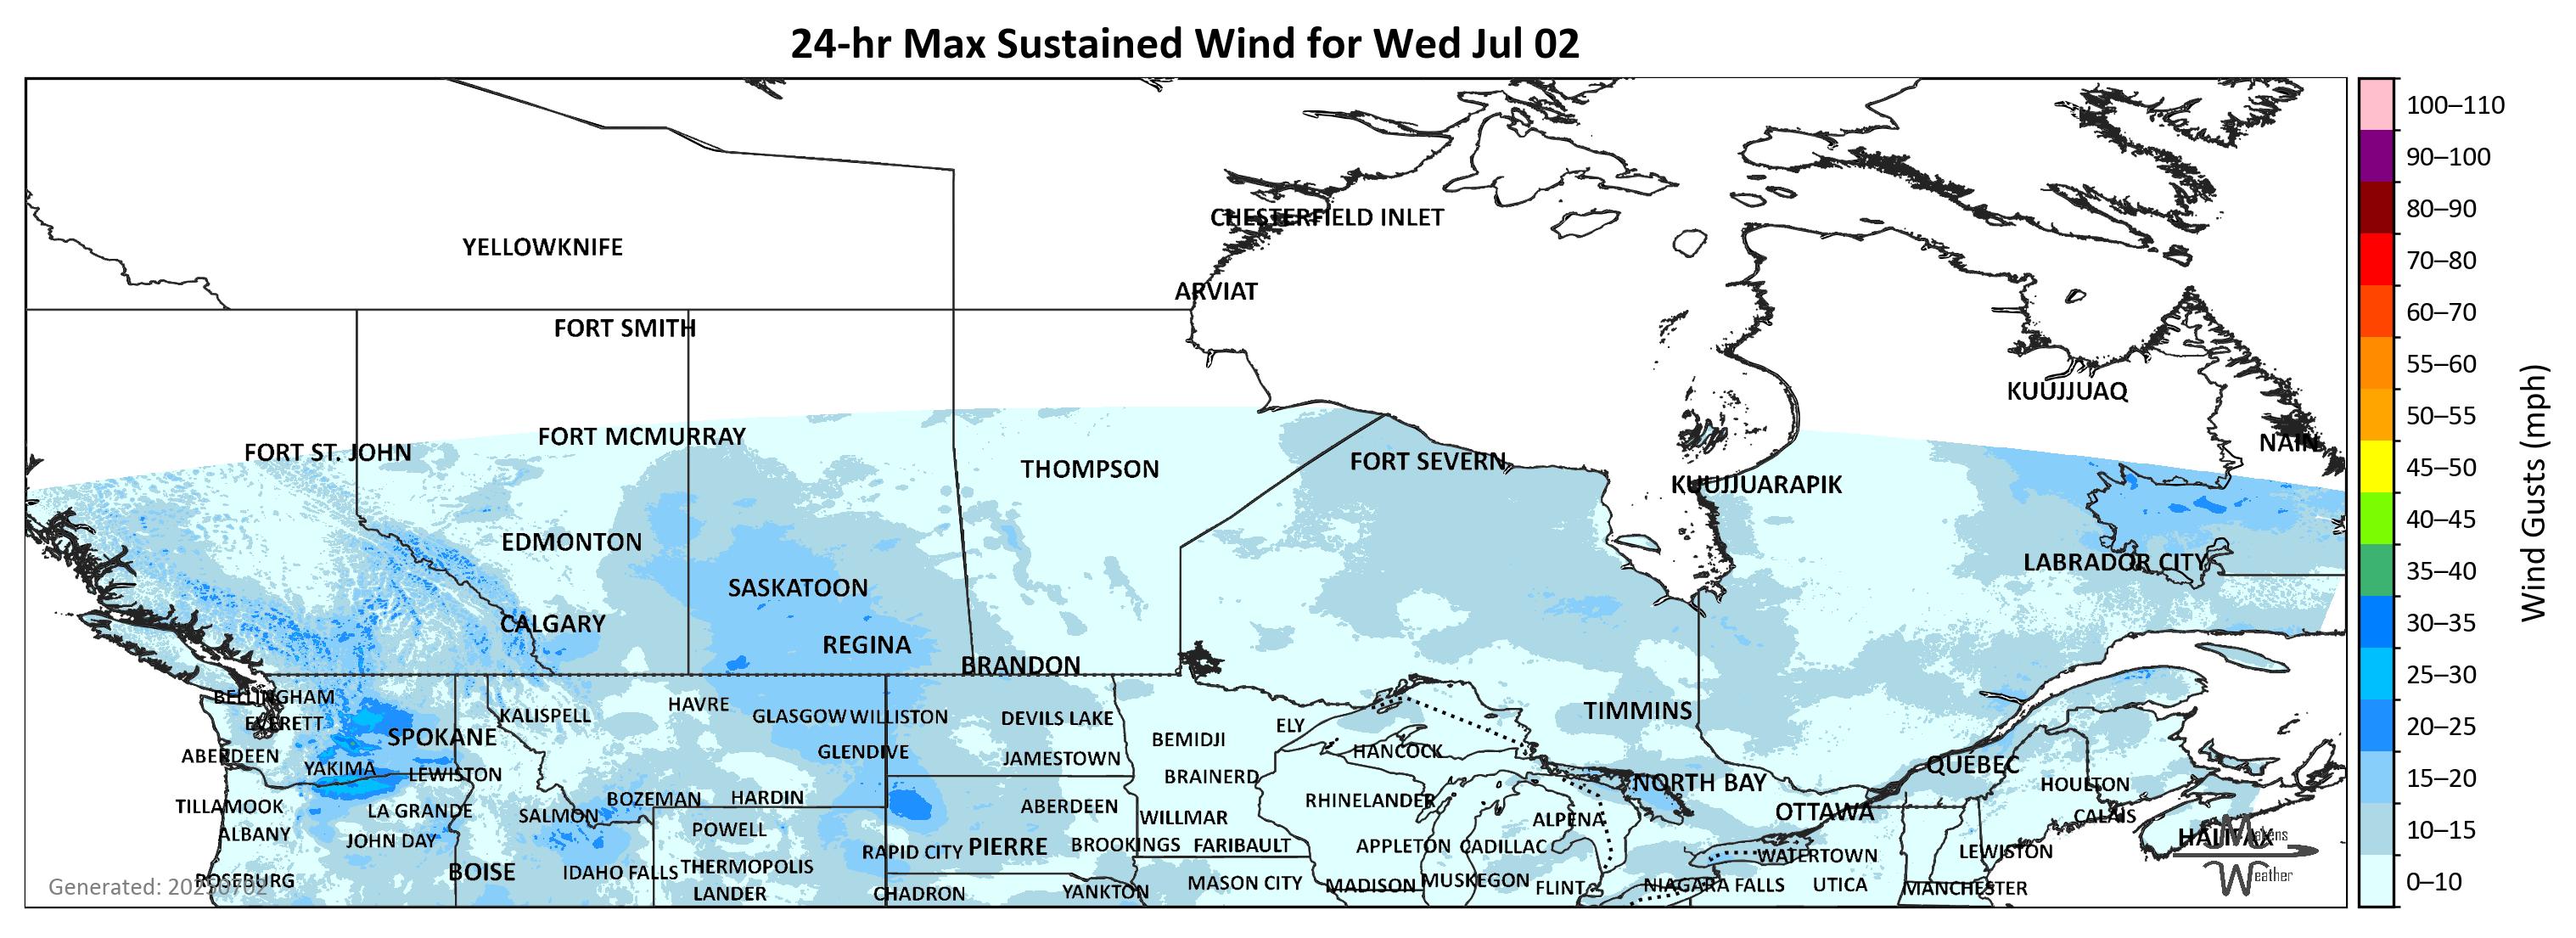 24-hr Max Sustained Wind for Wed Jul 02
100–110
90–100
80–90
70–80
60–70
55–60
50–55
45–50
40–45
35–40
30–35
25–30
20–25
15–20
10–15
0–10
Wind Gusts (mph)
CHESTERFIELD INLET
YELLOWKNIFE
ARVIAT
FORT SMITH
KUUJJUAQ
FORT MCMURRAY
NAIN
FORT ST. JOHN
FORT SEVERN
THOMPSON
KUUJJUARAPIK
EDMONTON
LABRADOR CITY
SASKATOON
CALGARY
REGINA
BRANDON
BELLINGHAM
HAVRE
TIMMINS
KALISPELL
GLASGOW
WILLISTON
DEVILS LAKE
EVERETT
ELY
SPOKANE
BEMIDJI
GLENDIVE
HANCOCK
ABERDEEN
JAMESTOWN
QUÉBEC
YAKIMA
LEWISTON
BRAINERD
NORTH BAY
HOULTON
BOZEMAN
HARDIN
RHINELANDER
TILLAMOOK
LA GRANDE
ABERDEEN
OTTAWA
SALMON
WILLMAR
CALAIS
ALPENA
POWELL
ALBANY
HALIFAX
Makens
Weather
JOHN DAY
PIERRE
BROOKINGS
FARIBAULT
APPLETON
CADILLAC
RAPID CITY
LEWISTON
WATERTOWN
THERMOPOLIS
BOISE
IDAHO FALLS
ROSEBURG
MASON CITY
MADISON
MUSKEGON
FLINT
NIAGARA FALLS
UTICA
MANCHESTER
LANDER
CHADRON
YANKTON
Generated: 20250702